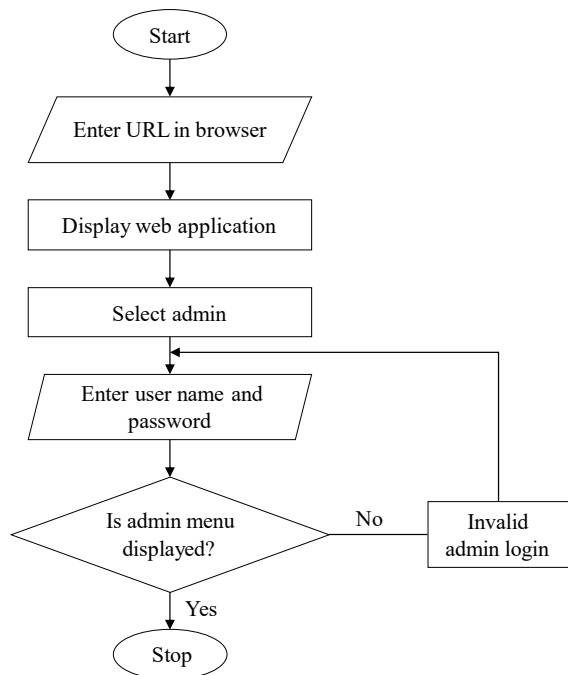 Start
Enter URL in browser
Display web application
Select admin
Enter user name and
password
Is admin menu
displayed?
No
Invalid
admin login
Yes
Stop